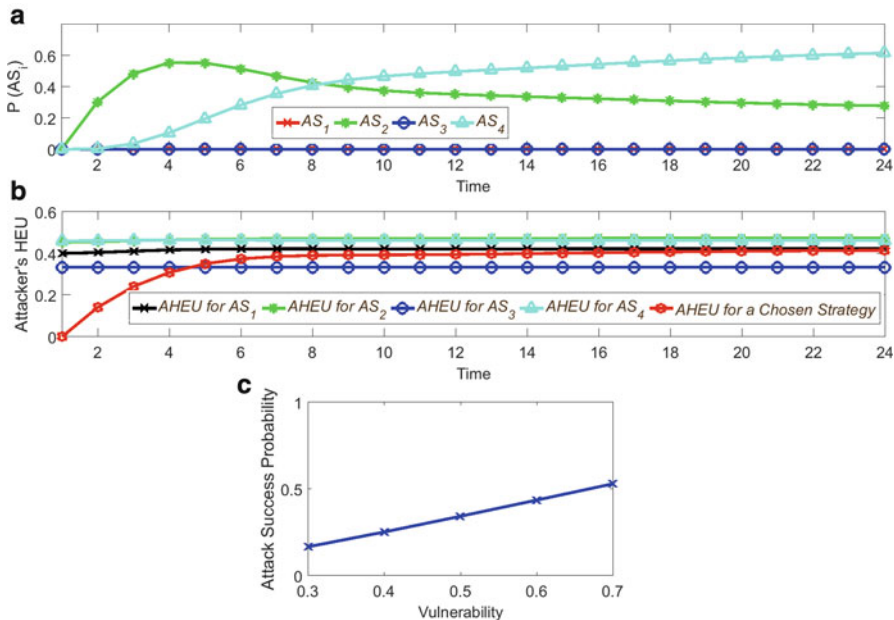 a
P (AS_i)
0.6
0.4
0.2
0
AS_1 AS_2 AS_3 AS_4
2 4 6 8 10 12 14 16 18 20 22 24
Time
b
Attacker's HEU
0.6
0.4
0.2
0
AHEU for AS_1 AHEU for AS_2 AHEU for AS_3 AHEU for AS_4 AHEU for a Chosen Strategy
2 4 6 8 10 12 14 16 18 20 22 24
Time
c
Attack Success Probability
1
0.5
0
0.3 0.4 0.5 0.6 0.7
Vulnerability